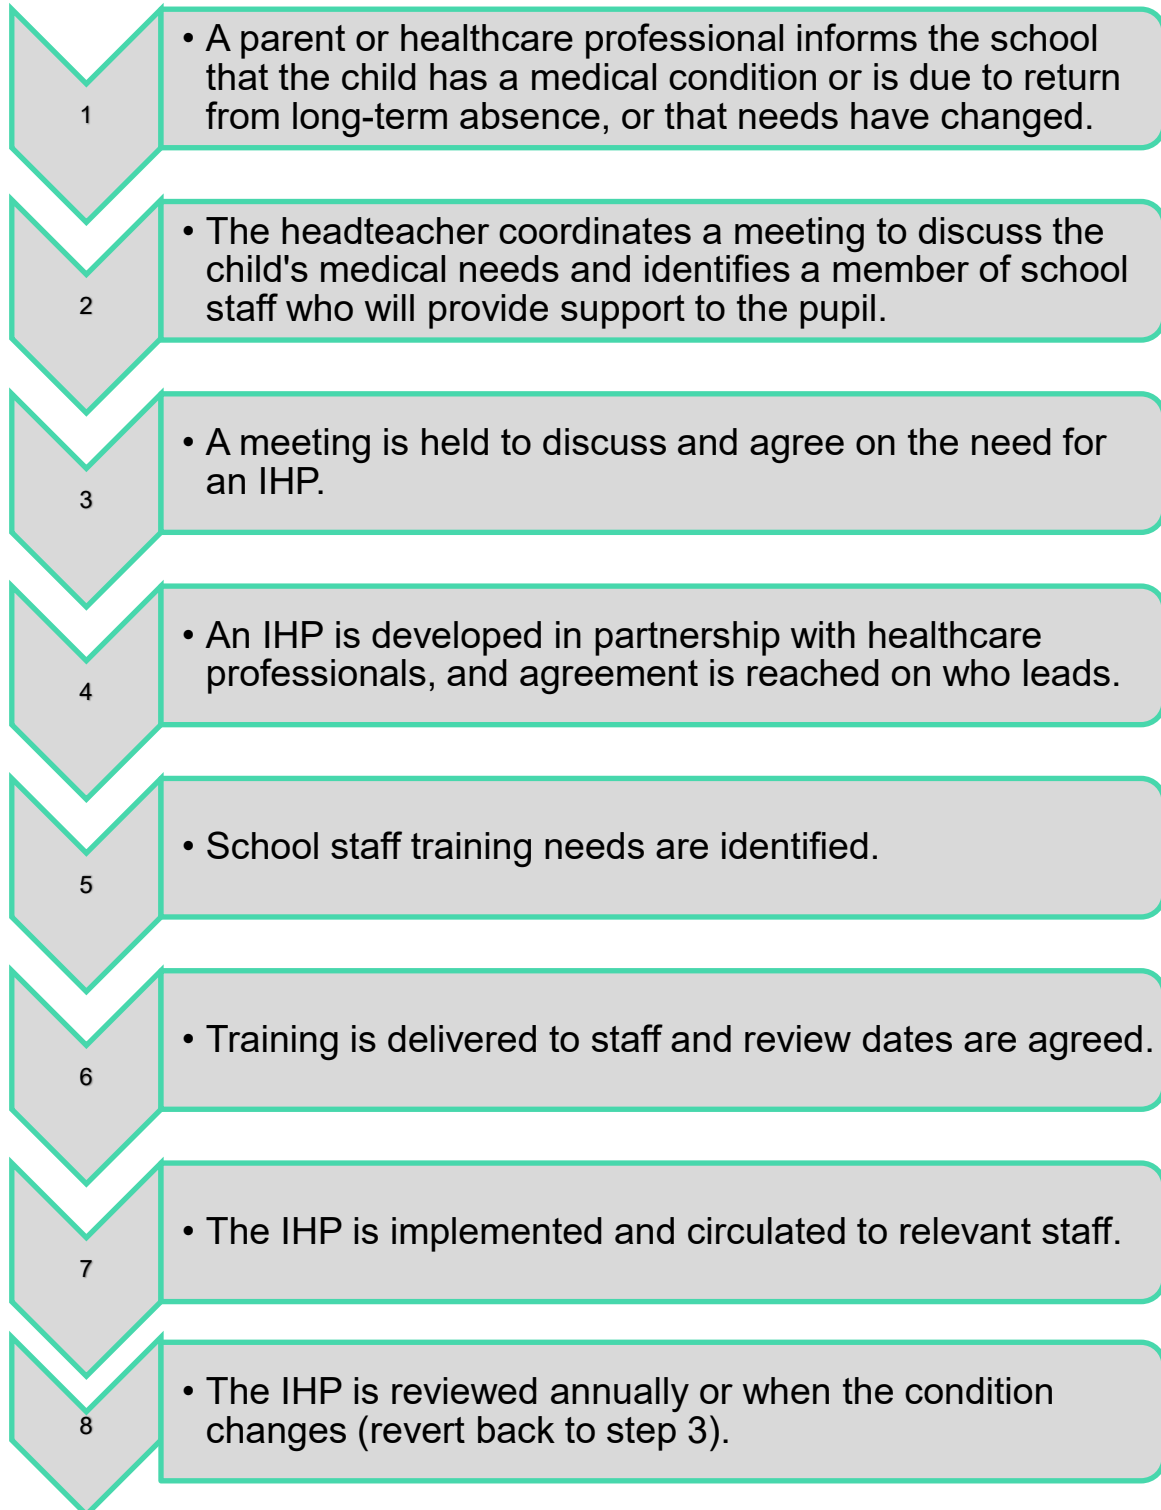 1
• A parent or healthcare professional informs the school
that the child has a medical condition or is due to return
from long-term absence, or that needs have changed.
2
• The headteacher coordinates a meeting to discuss the
child's medical needs and identifies a member of school
staff who will provide support to the pupil.
3
• A meeting is held to discuss and agree on the need for
an IHP.
4
• An IHP is developed in partnership with healthcare
professionals, and agreement is reached on who leads.
5
• School staff training needs are identified.
6
• Training is delivered to staff and review dates are agreed.
7
• The IHP is implemented and circulated to relevant staff.
8
• The IHP is reviewed annually or when the condition
changes (revert back to step 3).